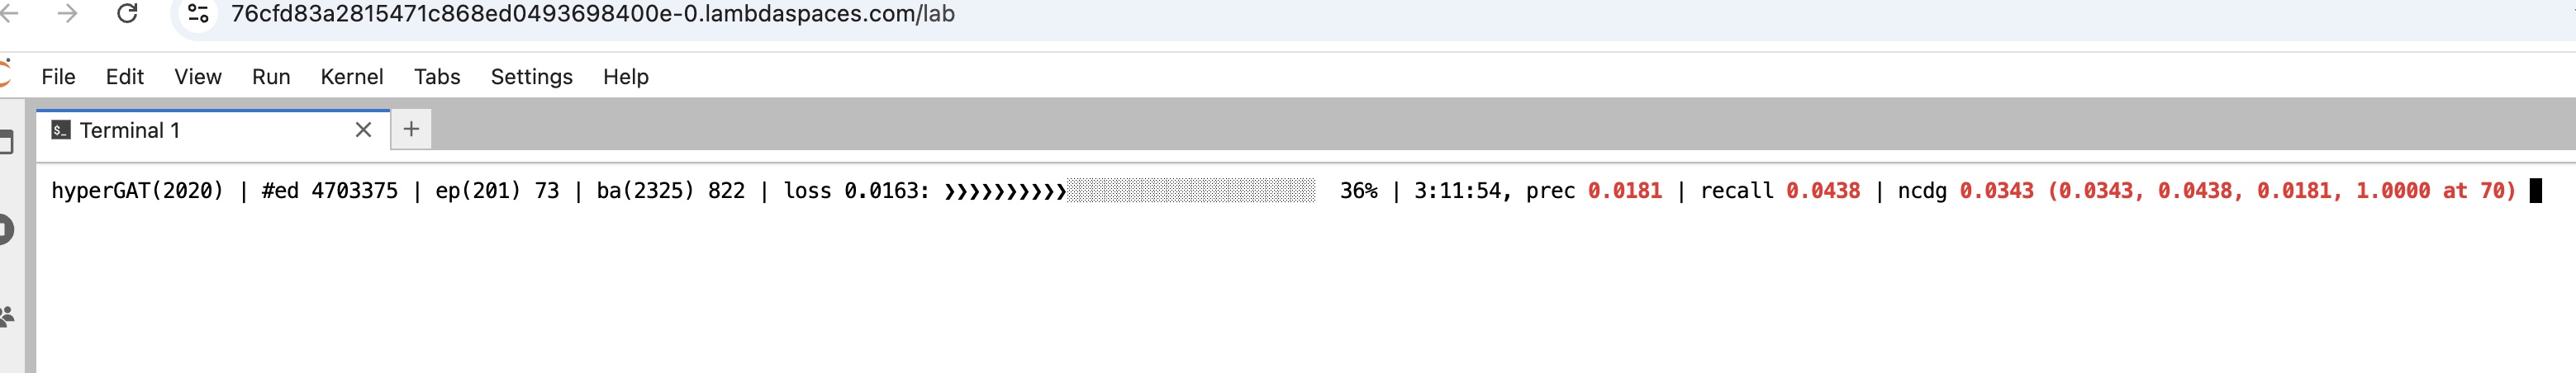 76cfd83a2815471c868ed0493698400e-0.lambdaspaces.com/lab
File Edit View Run Kernel Tabs Settings Help
$_ Terminal 1 × +
hyperGAT(2020) | #ed 4703375 | ep(201) 73 | ba(2325) 822 | loss 0.0163: ❯❯❯❯❯❯❯❯❯❯░░░░░░░░░░░░░░░░░░░░ 36% | 3:11:54, prec 0.0181 | recall 0.0438 | ncdg 0.0343 (0.0343, 0.0438, 0.0181, 1.0000 at 70)